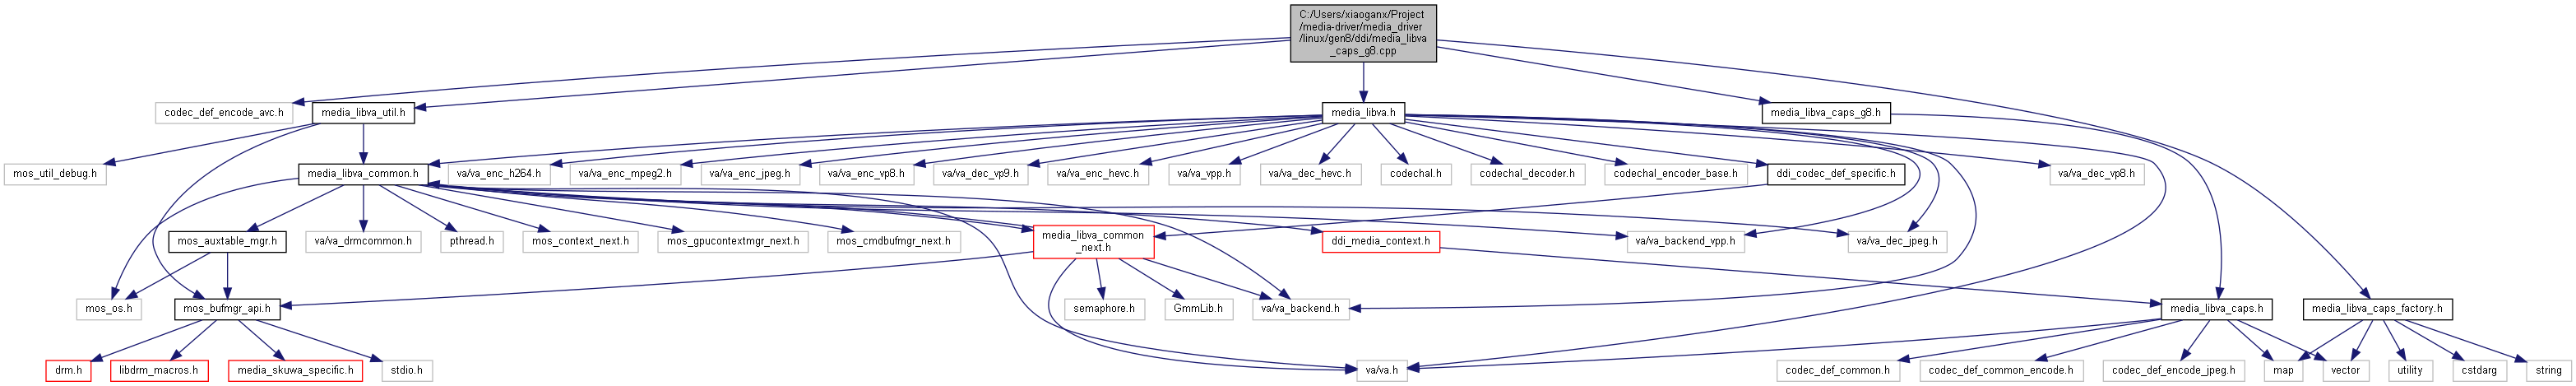 C:/Users/xiaoganx/Project
/media-driver/media_driver
/linux/gen8/ddi/media_libva
_caps_g8.cpp
codec_def_encode_avc.h
media_libva_util.h
media_libva.h
media_libva_caps_g8.h
mos_util_debug.h
media_libva_common.h
va/va_enc_h264.h
va/va_enc_mpeg2.h
va/va_enc_jpeg.h
va/va_enc_vp8.h
va/va_dec_vp9.h
va/va_enc_hevc.h
va/va_vpp.h
va/va_dec_hevc.h
codechal.h
codechal_decoder.h
codechal_encoder_base.h
ddi_codec_def_specific.h
va/va_dec_vp8.h
mos_auxtable_mgr.h
va/va_drmcommon.h
pthread.h
mos_context_next.h
mos_gpucontextmgr_next.h
mos_cmdbufmgr_next.h
media_libva_common
_next.h
ddi_media_context.h
va/va_backend_vpp.h
va/va_dec_jpeg.h
mos_os.h
mos_bufmgr_api.h
semaphore.h
GmmLib.h
va/va_backend.h
media_libva_caps.h
media_libva_caps_factory.h
drm.h
libdrm_macros.h
media_skuwa_specific.h
stdio.h
va/va.h
codec_def_common.h
codec_def_common_encode.h
codec_def_encode_jpeg.h
map
vector
utility
cstdarg
string